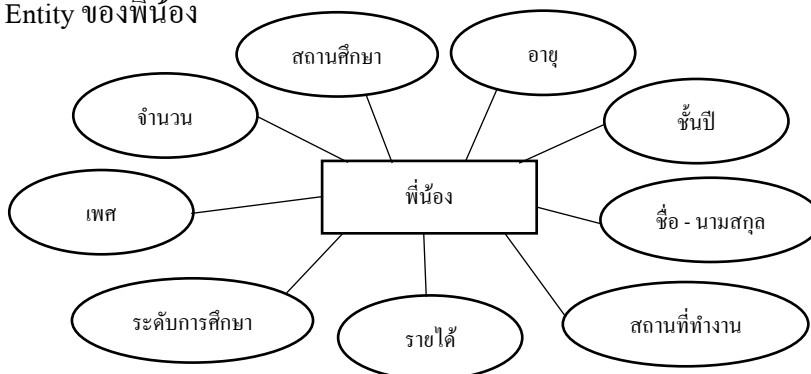 Entity ของพี่น้อง
สถานศึกษา
อายุ
จำนวน
ชั้นปี
พี่น้อง
เพศ
ชื่อ - นามสกุล
ระดับการศึกษา
รายได้
สถานที่ทำงาน